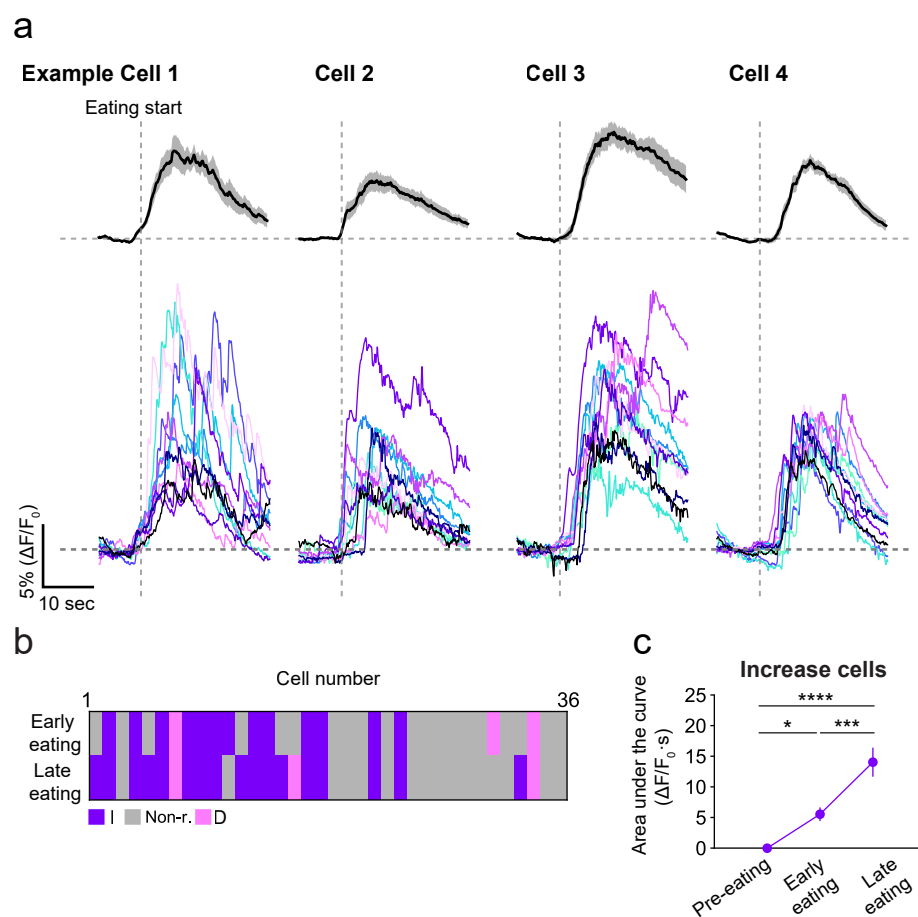 a
Example Cell 1
Cell 2
Cell 3
Cell 4
Eating start
5% (ΔF/F₀)
10 sec
b
Cell number
1
36
Early
eating
Late
eating
I
Non-r.
D
c
Increase cells
Area under the curve
(ΔF/F₀·s)
25
20
15
10
5
0
****
*
***
Pre-eating
Early
eating
Late
eating